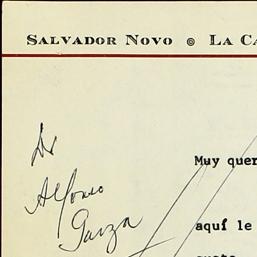 SALVADOR NOVO ⊚ LA CA
Dr
Alfonso
Garza
Muy quer
aquí le
gusto